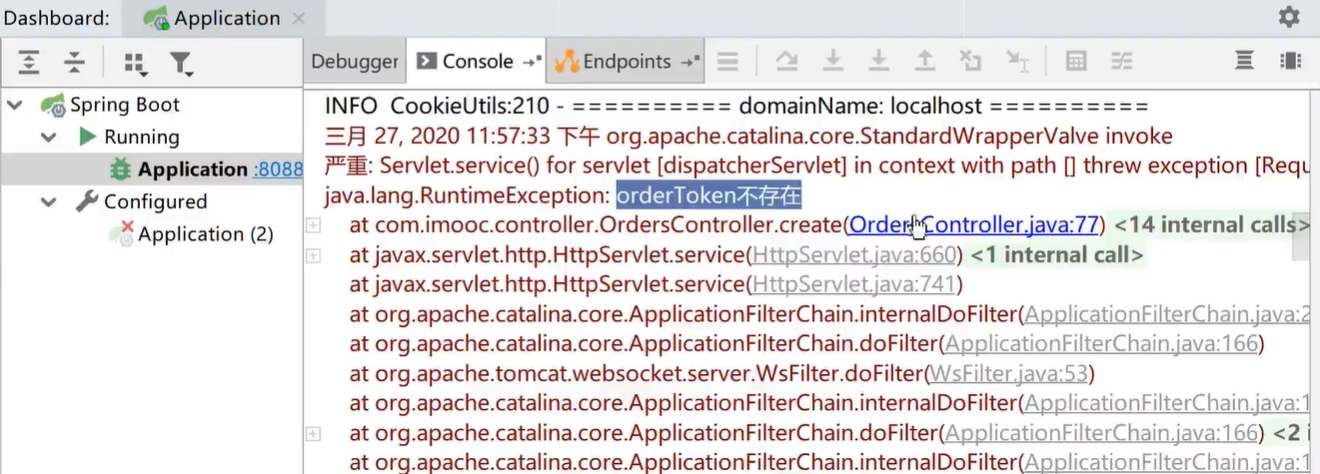 Dashboard: Application
Debugger Console Endpoints
Spring Boot
Running
Application :8088
Configured
Application (2)
INFO CookieUtils:210 - ========== domainName: localhost ==========
三月 27, 2020 11:57:33 下午 org.apache.catalina.core.StandardWrapperValve invoke
严重: Servlet.service() for servlet [dispatcherServlet] in context with path [] threw exception [Requ
java.lang.RuntimeException: orderToken不存在
at com.imooc.controller.OrdersController.create(OrdersController.java:77) <14 internal calls>
at javax.servlet.http.HttpServlet.service(HttpServlet.java:660) <1 internal call>
at javax.servlet.http.HttpServlet.service(HttpServlet.java:741)
at org.apache.catalina.core.ApplicationFilterChain.internalDoFilter(ApplicationFilterChain.java:2
at org.apache.catalina.core.ApplicationFilterChain.doFilter(ApplicationFilterChain.java:166)
at org.apache.tomcat.websocket.server.WsFilter.doFilter(WsFilter.java:53)
at org.apache.catalina.core.ApplicationFilterChain.internalDoFilter(ApplicationFilterChain.java:1
at org.apache.catalina.core.ApplicationFilterChain.doFilter(ApplicationFilterChain.java:166) <2 i
at org.apache.catalina.core.ApplicationFilterChain.internalDoFilter(ApplicationFilterChain.java:1